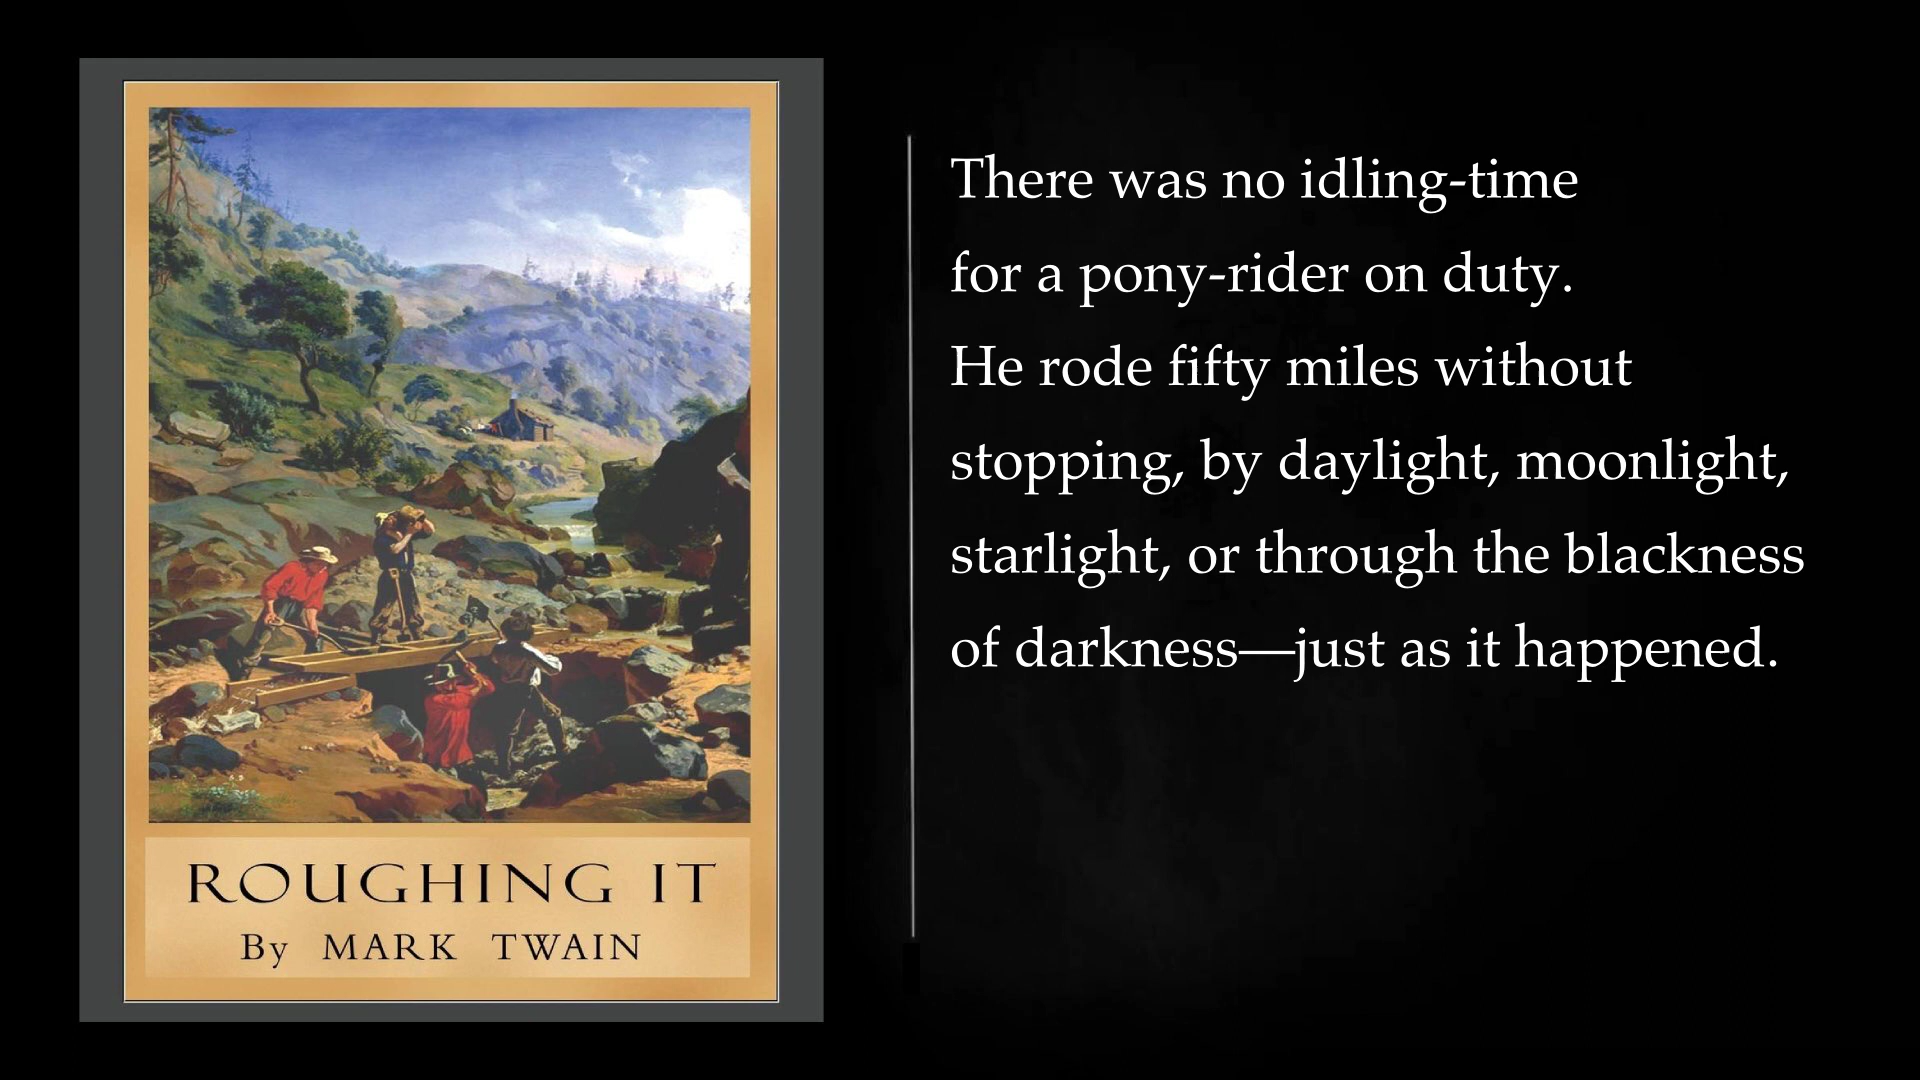 ROUGHING IT
By MARK TWAIN
There was no idling-time
for a pony-rider on duty.
He rode fifty miles without
stopping, by daylight, moonlight,
starlight, or through the blackness
of darkness—just as it happened.